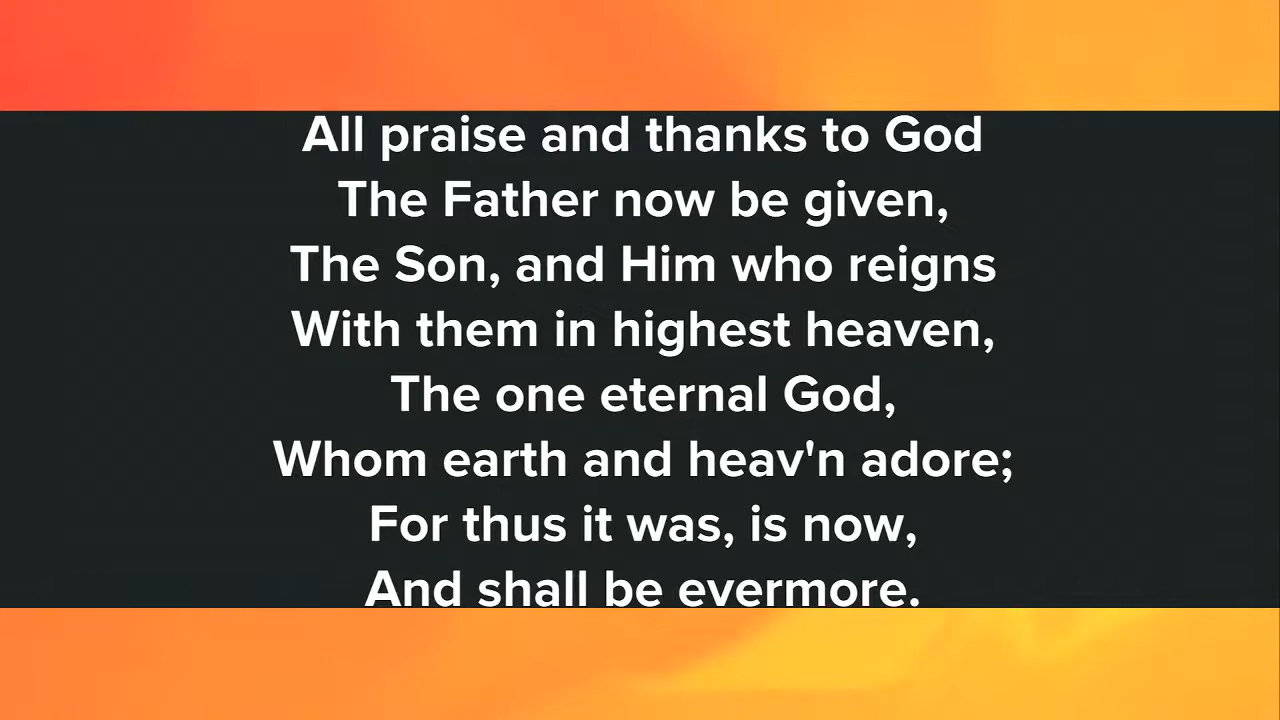 All praise and thanks to God
The Father now be given,
The Son, and Him who reigns
With them in highest heaven,
The one eternal God,
Whom earth and heav'n adore;
For thus it was, is now,
And shall be evermore.